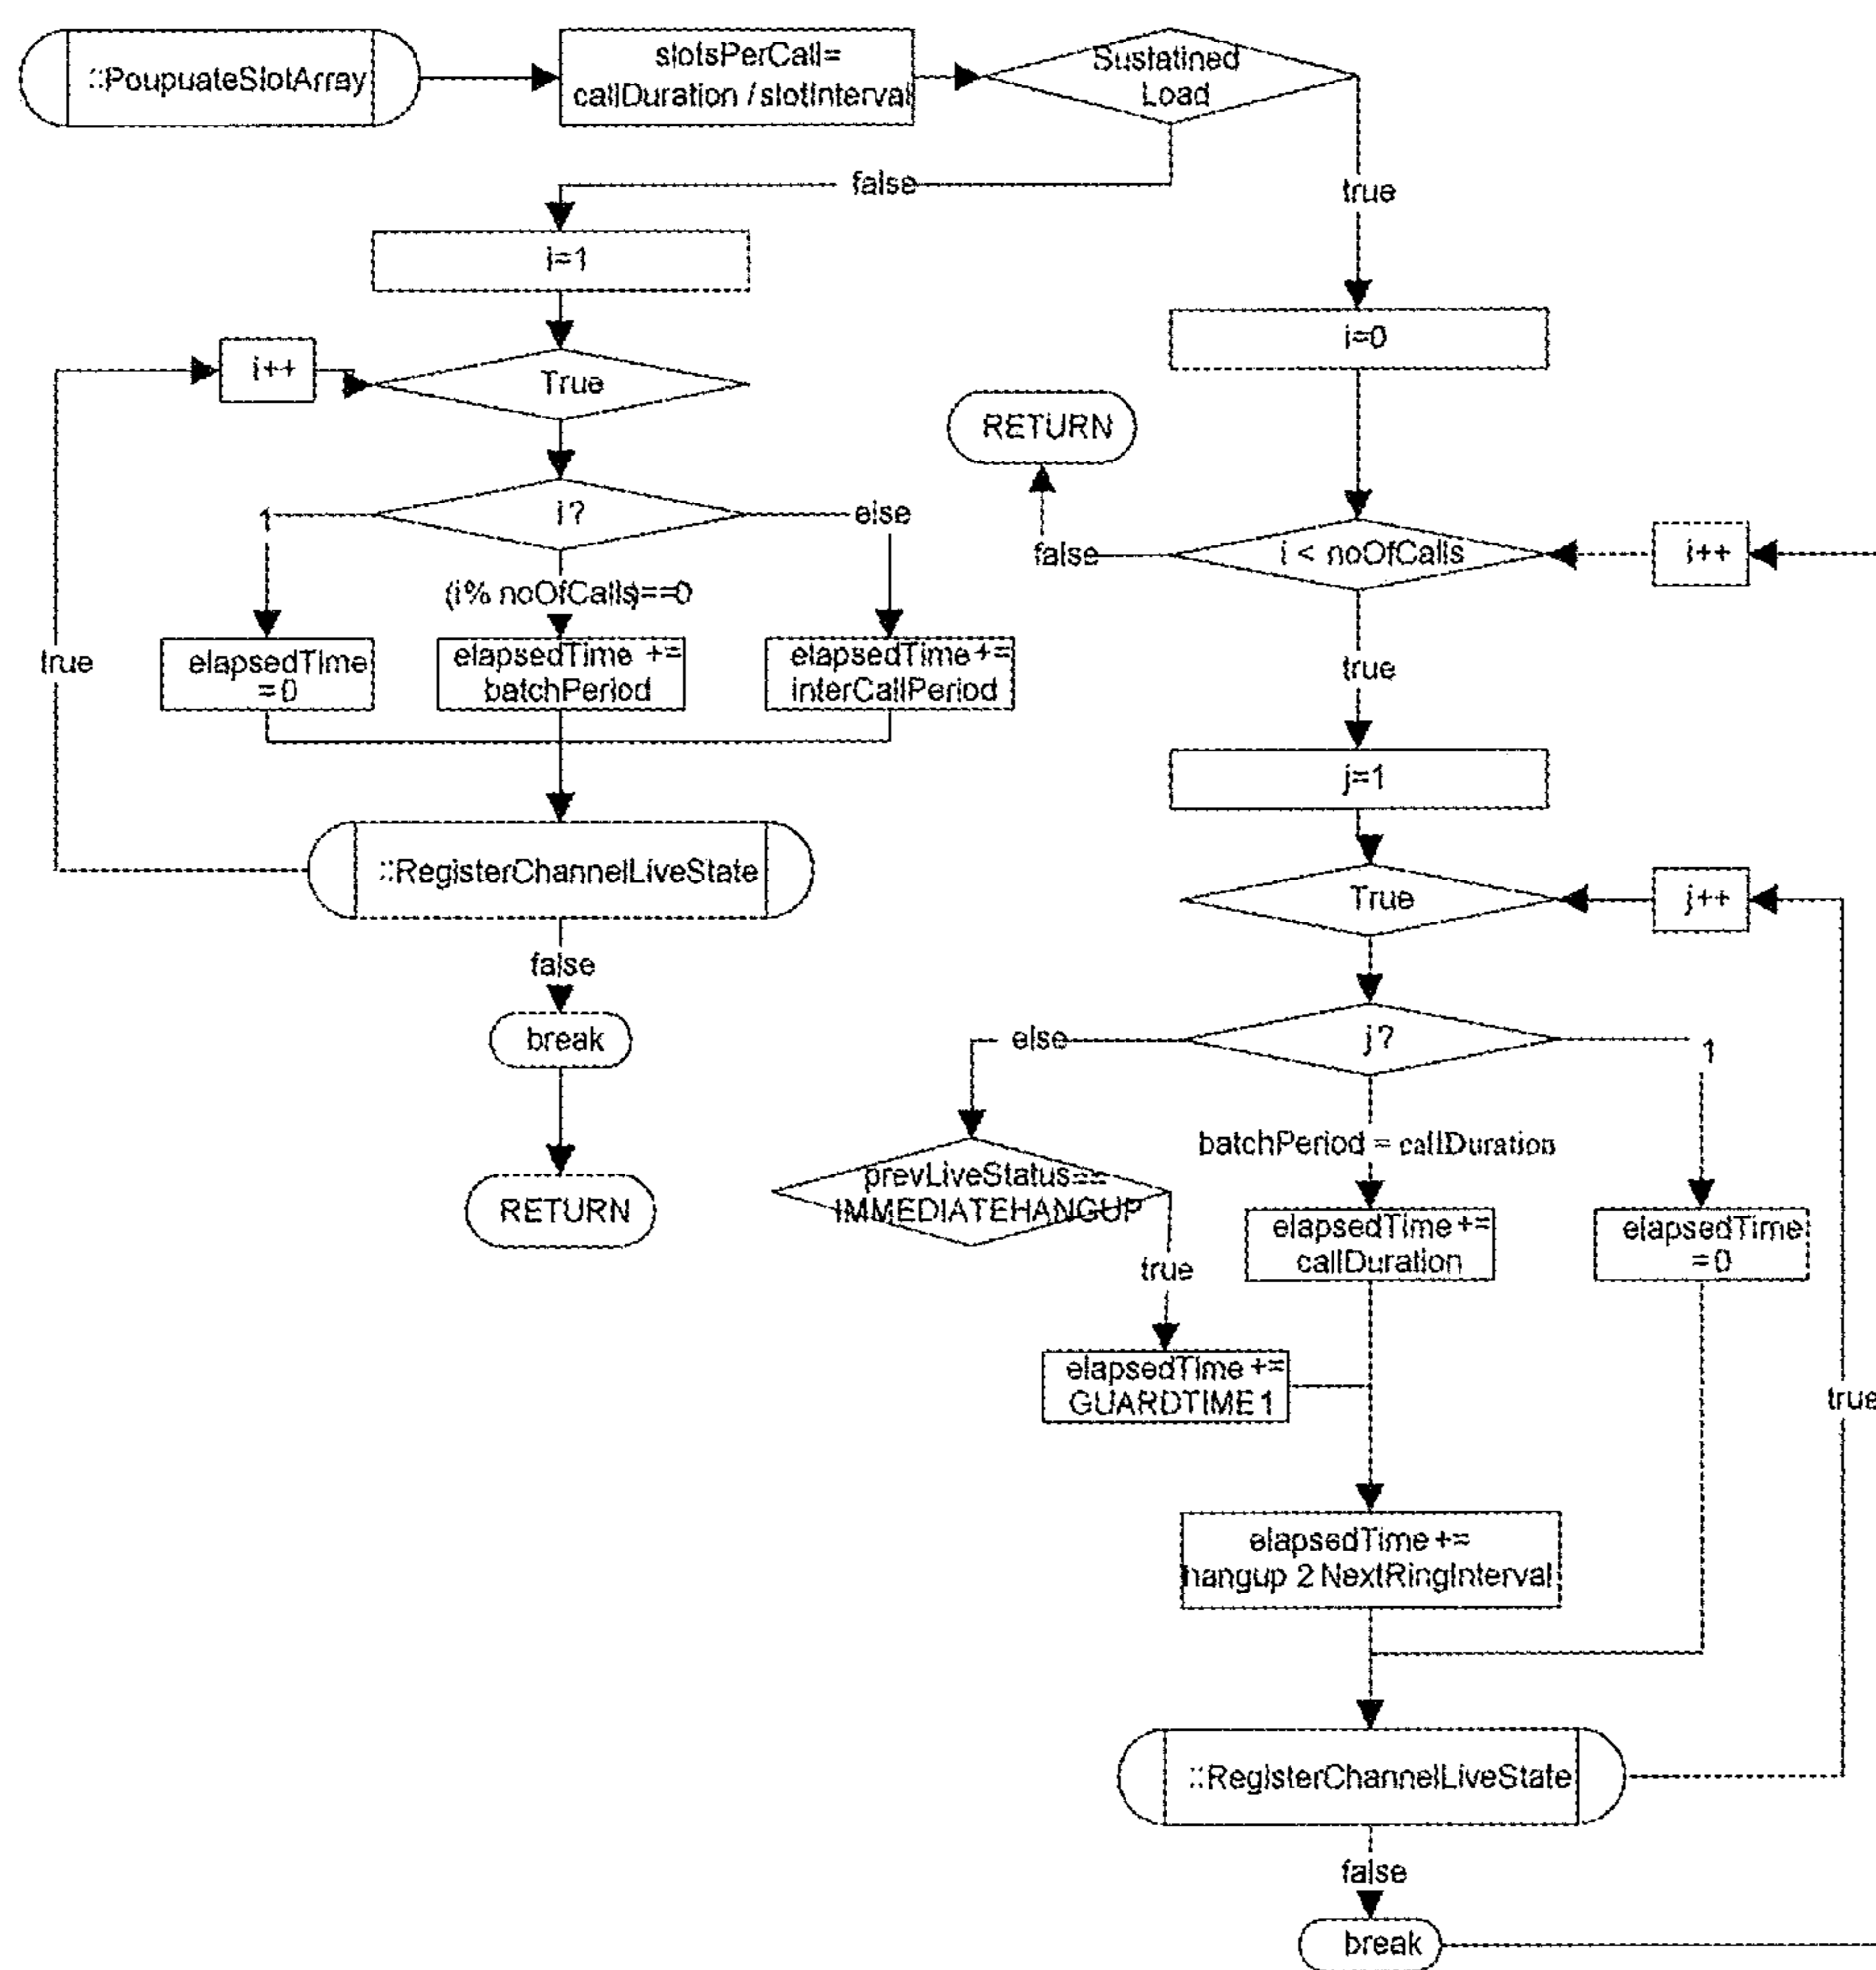 ::PoupuateSlotArray
slotsPerCall=
callDuration / slotInterval
Sustatined
Load
false
true
i=1
i=0
i++
True
RETURN
i?
1
else
(i% noOfCalls)==0
false
i < noOfCalls
i++
true
elapsedTime
=0
elapsedTime +=
batchPeriod
elapsedTime+=
interCallPeriod
true
j=1
::RegisterChannelLiveState
True
j++
false
break
j?
else
1
batchPeriod = callDuration
prevLiveStatus==
IMMEDIATEHANGUP
RETURN
elapsedTime+=
callDuration
elapsedTime
=0
true
elapsedTime+=
GUARDTIME1
true
elapsedTime+=
hangup 2 NextRingInterval
::RegisterChannelLiveState
false
break